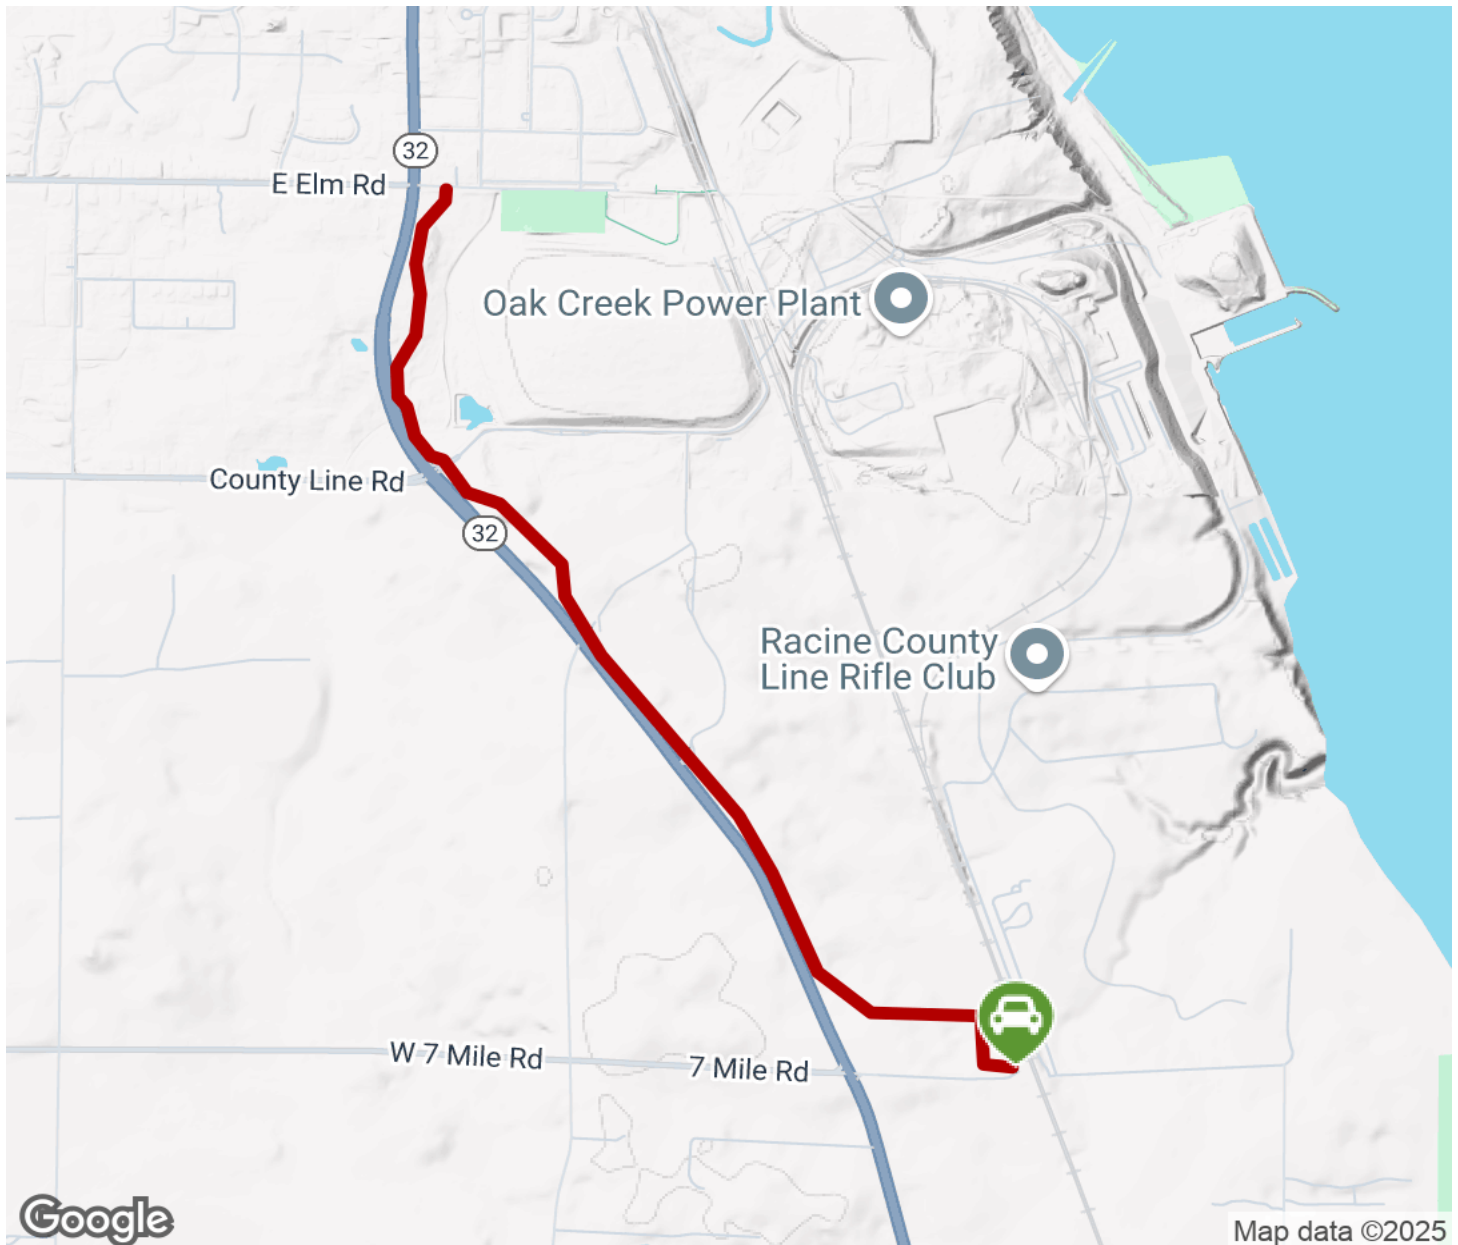 32
E Elm Rd
Oak Creek Power Plant
County Line Rd
32
Racine County
Line Rifle Club
W 7 Mile Rd
7 Mile Rd
Google
Map data ©2025